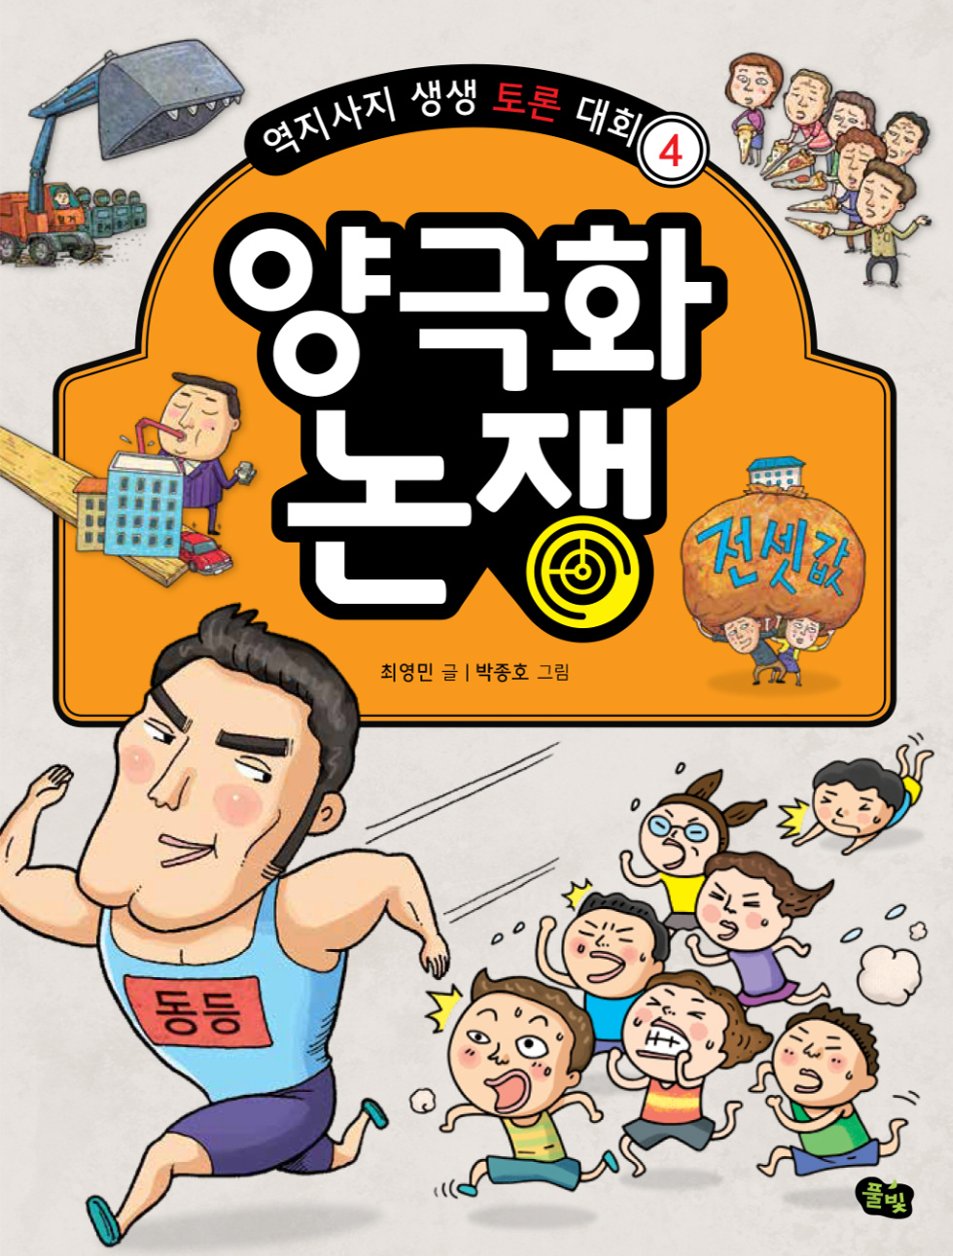 역지사지 생생 토론 대회 4
양극화
논쟁
전셋값
최영민 글 | 박종호 그림
동등
풀빛